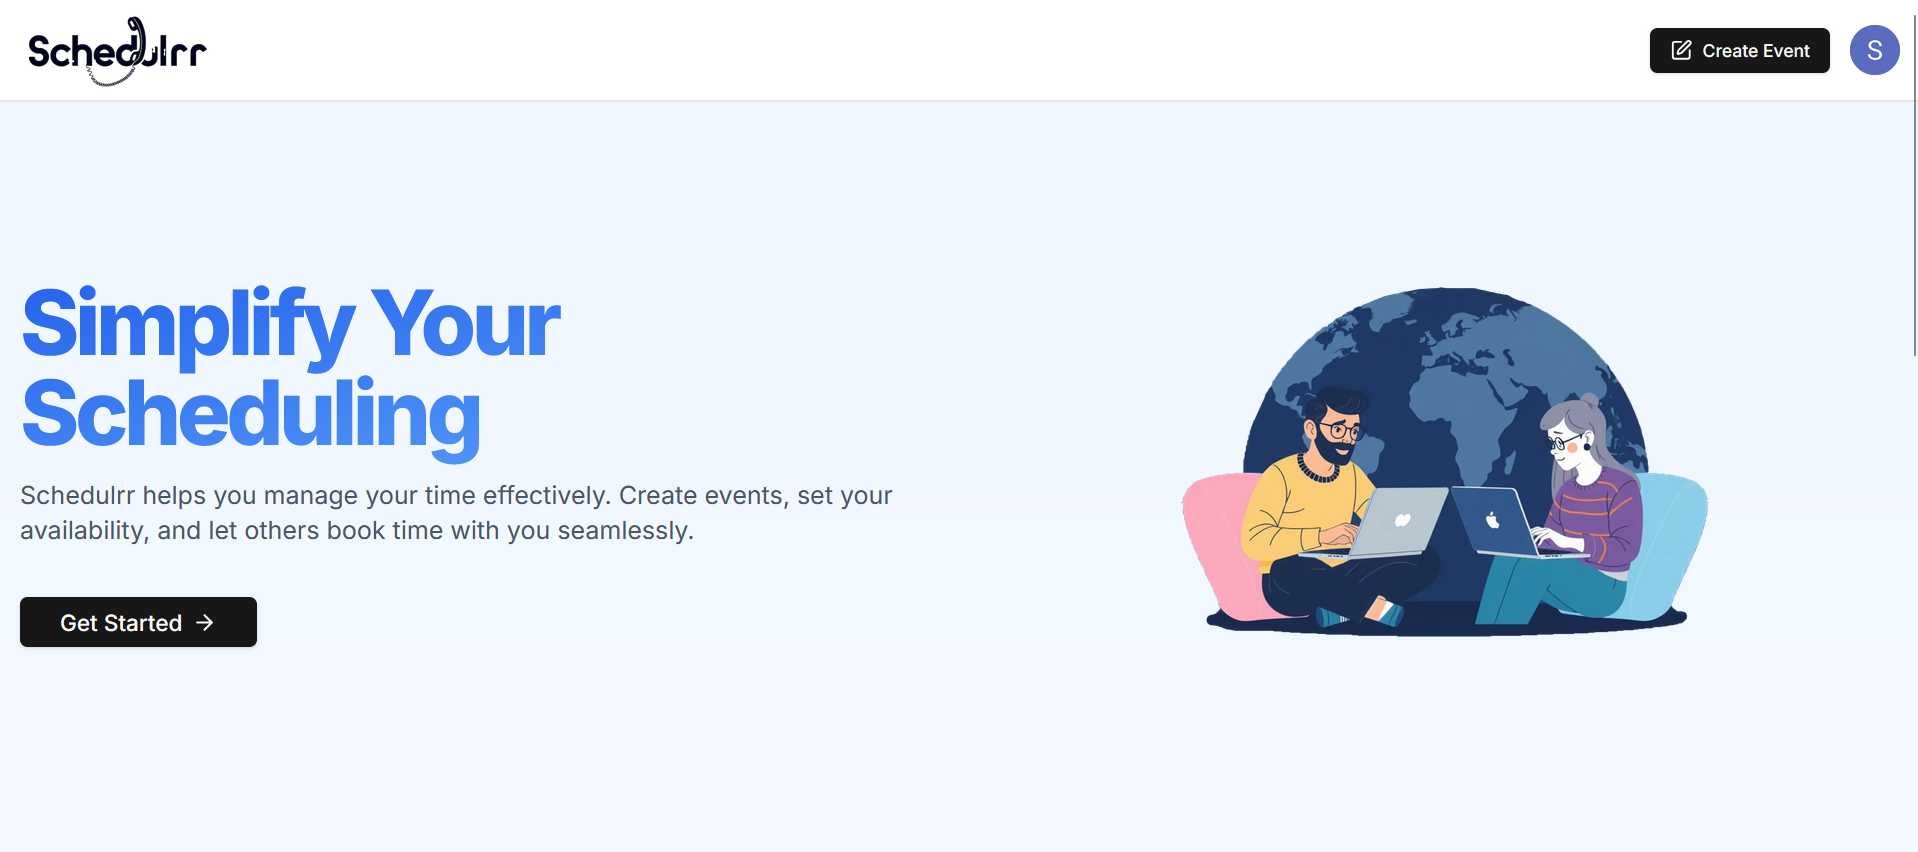 Schedulrr
Create Event
S
Simplify Your
Scheduling
Schedulrr helps you manage your time effectively. Create events, set your
availability, and let others book time with you seamlessly.
Get Started →